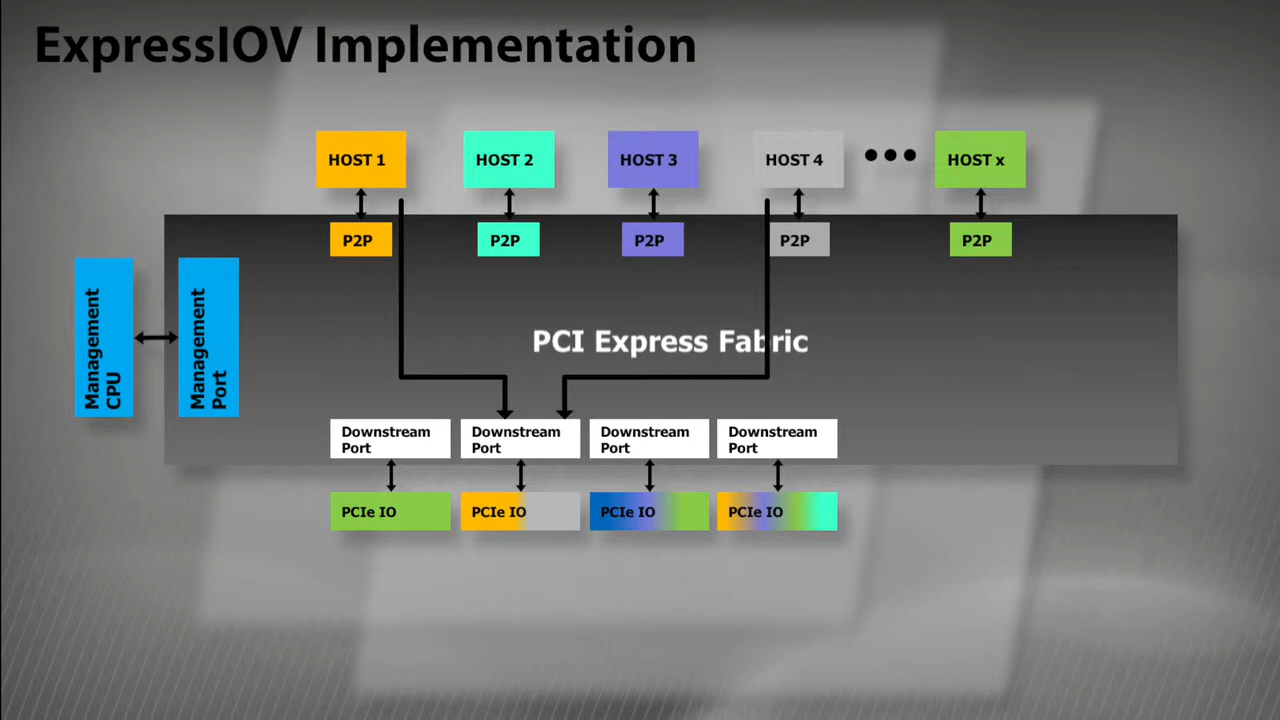 ExpressIOV Implementation
HOST 1
HOST 2
HOST 3
HOST 4
HOST x
P2P
P2P
P2P
P2P
P2P
Management
CPU
Management
Port
PCI Express Fabric
Downstream
Port
Downstream
Port
Downstream
Port
Downstream
Port
PCIe IO
PCIe IO
PCIe IO
PCIe IO